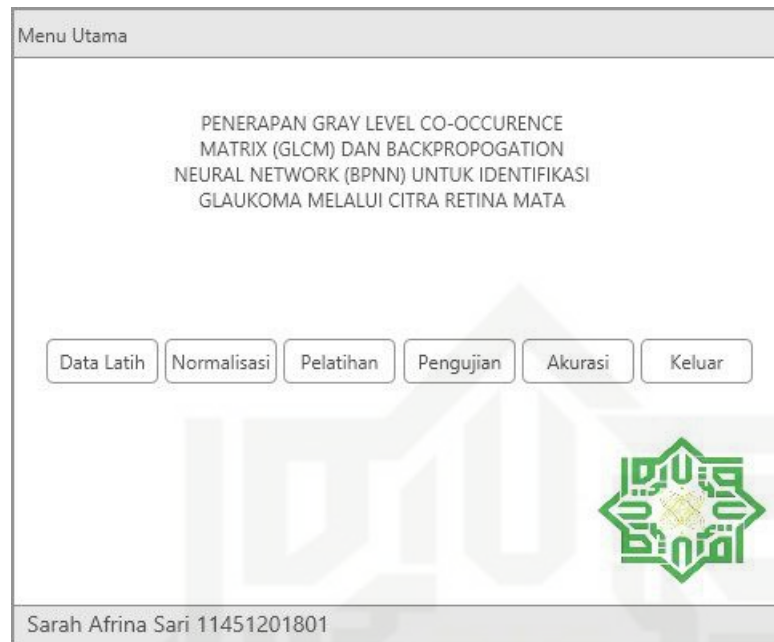 Menu Utama
PENERAPAN GRAY LEVEL CO-OCCURENCE
MATRIX (GLCM) DAN BACKPROPOGATION
NEURAL NETWORK (BPNN) UNTUK IDENTIFIKASI
GLAUKOMA MELALUI CITRA RETINA MATA
Data Latih Normalisasi Pelatihan Pengujian Akurasi Keluar
Sarah Afrina Sari 11451201801